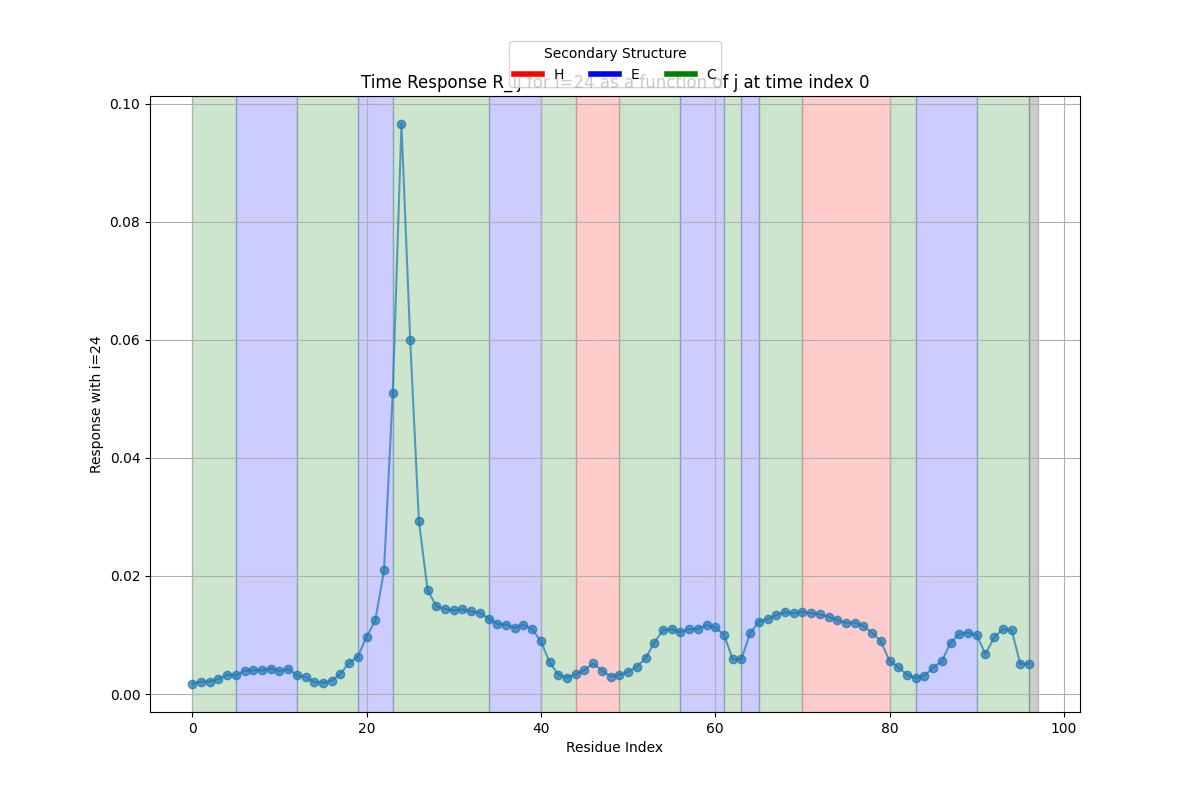 Secondary Structure
H E C
Time Response R_ij for i=24 as a function of j at time index 0
0.10
0.08
0.06
0.04
0.02
0.00
Response with i=24
0 20 40 60 80 100
Residue Index